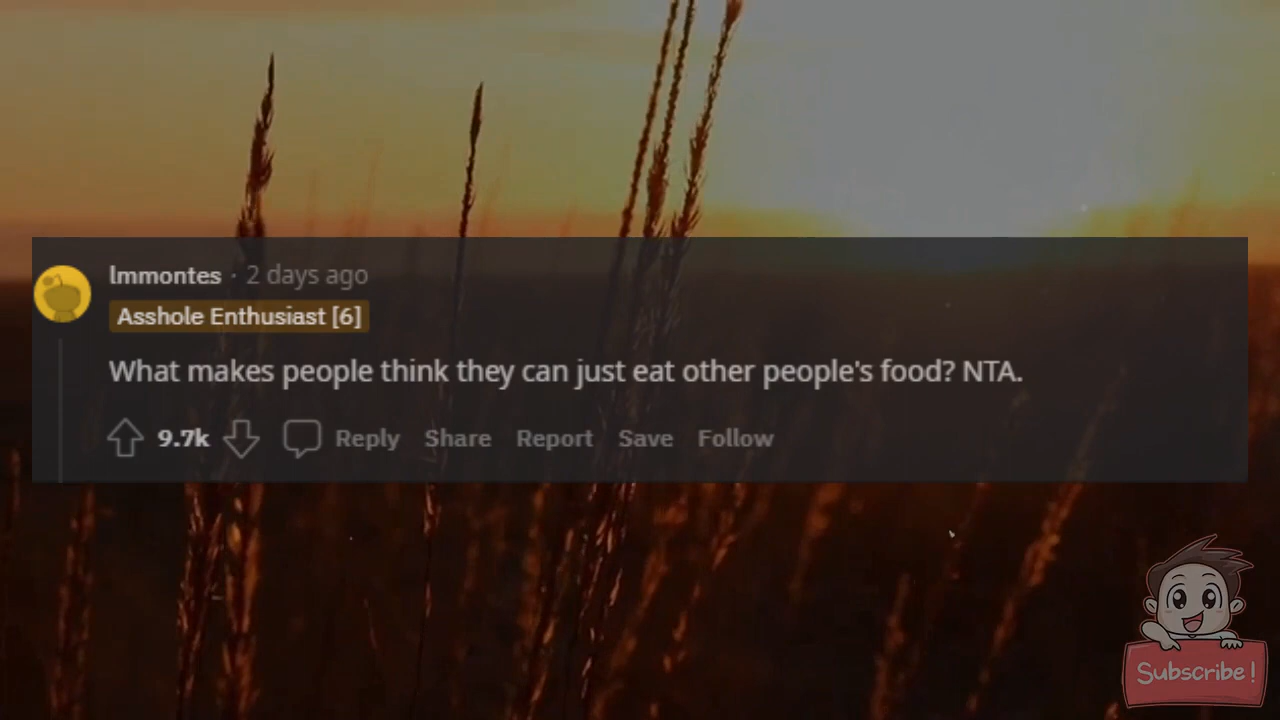 lmmontes · 2 days ago
Asshole Enthusiast [6]
What makes people think they can just eat other people's food? NTA.
9.7k Reply Share Report Save Follow
Subscribe!